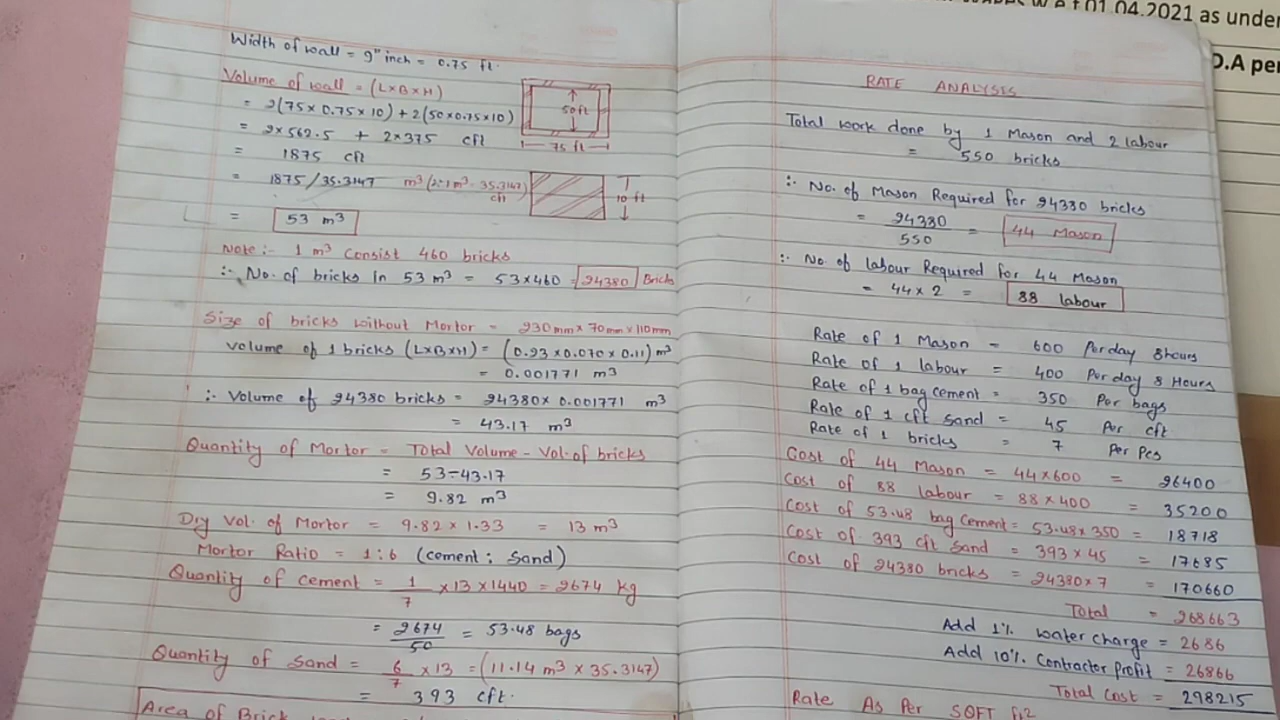 Width of wall = 9" inch = 0.75 ft.
Volume of wall = (L×B×H)
= 2(75×0.75×10) + 2(50×0.75×10)
= 2×562.5 + 2×375 cft
= 1875 cft
= 1875/35.3147 m³ (∵ 1m³ = 35.3147) cft
= 53 m³
50ft
75 ft
10 ft
Note:- 1 m³ Consist 460 bricks
∴ No. of bricks in 53 m³ = 53×460 = 24380 Bricks
Size of bricks without Mortor = 230mm × 70mm × 110mm
Volume of 1 bricks (L×B×H) = (0.23 × 0.070 × 0.11) m³
= 0.001771 m³
∴ Volume of 24380 bricks = 24380 × 0.001771 m³
= 43.17 m³
Quantity of Mortor = Total Volume - Vol. of bricks
= 53-43.17
= 9.82 m³
Dry Vol. of Mortor = 9.82 × 1.33 = 13 m³
Mortor Ratio = 1:6 (cement: Sand)
Quantity of cement = 1/7 ×13 ×1440 = 2674 kg
= 2674/50 = 53.48 bags
Quantity of Sand = 6/7 ×13 = (11.14 m³ × 35.3147)
= 393 cft.
Area of Brick
w.e.f 01.04.2021 as under
D.A per
RATE ANALYSIS
Total work done by 1 Mason and 2 labour
= 550 bricks
∴ No. of Mason Required for 24380 bricks
= 24380/550 = 44 Mason
∴ No. of labour Required for 44 Mason
= 44×2 = 88 labour
Rate of 1 Mason = 600 Per day 8hours
Rate of 1 labour = 400 Per day 8 Hours
Rate of 1 bag cement = 350 Per bags
Rate of 1 cft sand = 45 Per cft
Rate of 1 bricks = 7 Per Pcs
Cost of 44 Mason = 44×600 = 26400
Cost of 88 labour = 88×400 = 35200
Cost of 53.48 bag cement = 53.48×350 = 18718
Cost of 393 cft sand = 393×45 = 17685
Cost of 24380 bricks = 24380×7 = 170660
Total = 268663
Add 1% water charge = 2686
Add 10% Contractor Profit = 26866
Total Cost = 298215
Rate As Per SQFT